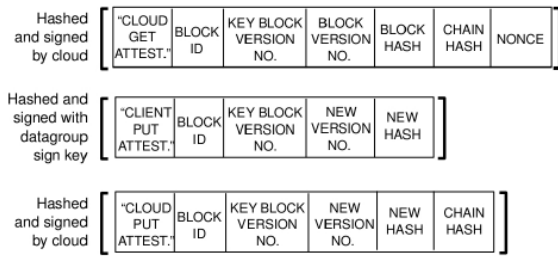 Hashed
and signed
by cloud
"CLOUD
GET
ATTEST."
BLOCK
ID
KEY BLOCK
VERSION
NO.
BLOCK
VERSION
NO.
BLOCK
HASH
CHAIN
HASH
NONCE
Hashed and
signed with
datagroup
sign key
"CLIENT
PUT
ATTEST."
BLOCK
ID
KEY BLOCK
VERSION
NO.
NEW
VERSION
NO.
NEW
HASH
Hashed
and signed
by cloud
"CLOUD
PUT
ATTEST."
BLOCK
ID
KEY BLOCK
VERSION
NO.
NEW
VERSION
NO.
NEW
HASH
CHAIN
HASH